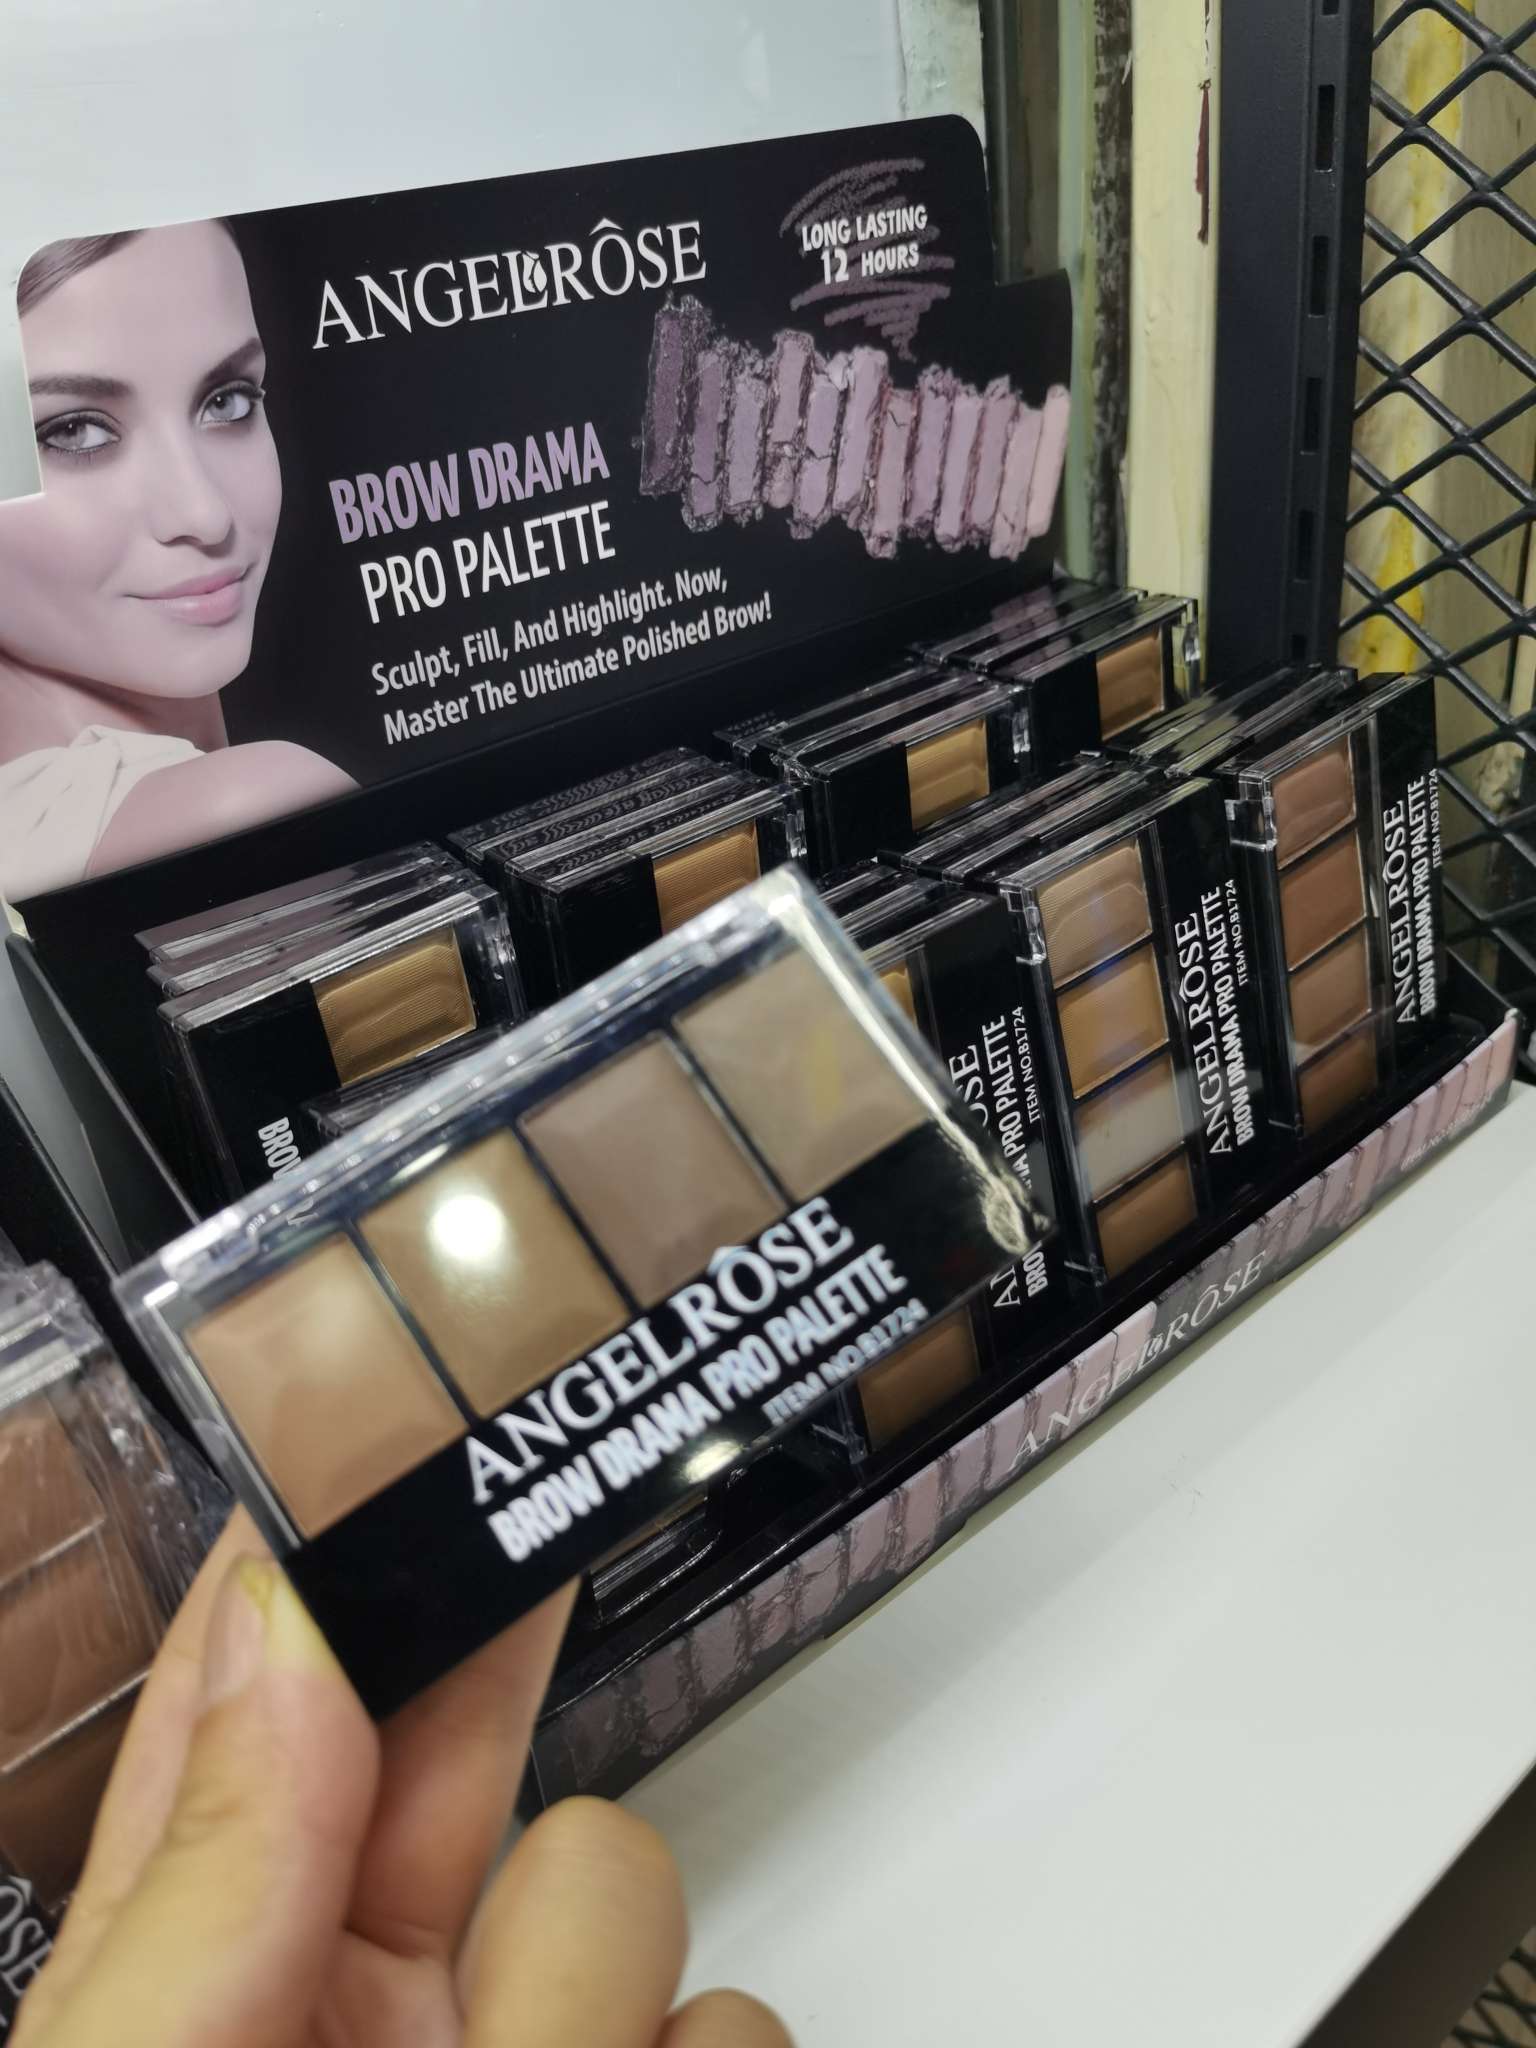 ANGELRÔSE
LONG LASTING
12 HOURS
BROW DRAMA
PRO PALETTE
Sculpt, Fill, And Highlight. Now,
Master The Ultimate Polished Brow!
ANGELRÔSE
BROW DRAMA PRO PALETTE
ITEM NO.B1724
ANGELRÔSE
BROW DRAMA PRO PALETTE
ITEM NO.B1724
ANGELRÔSE
BROW DRAMA PRO PALETTE
ITEM NO.B1724
PRO PALETTE
ITEM NO.B1724
ANGELRÔSE